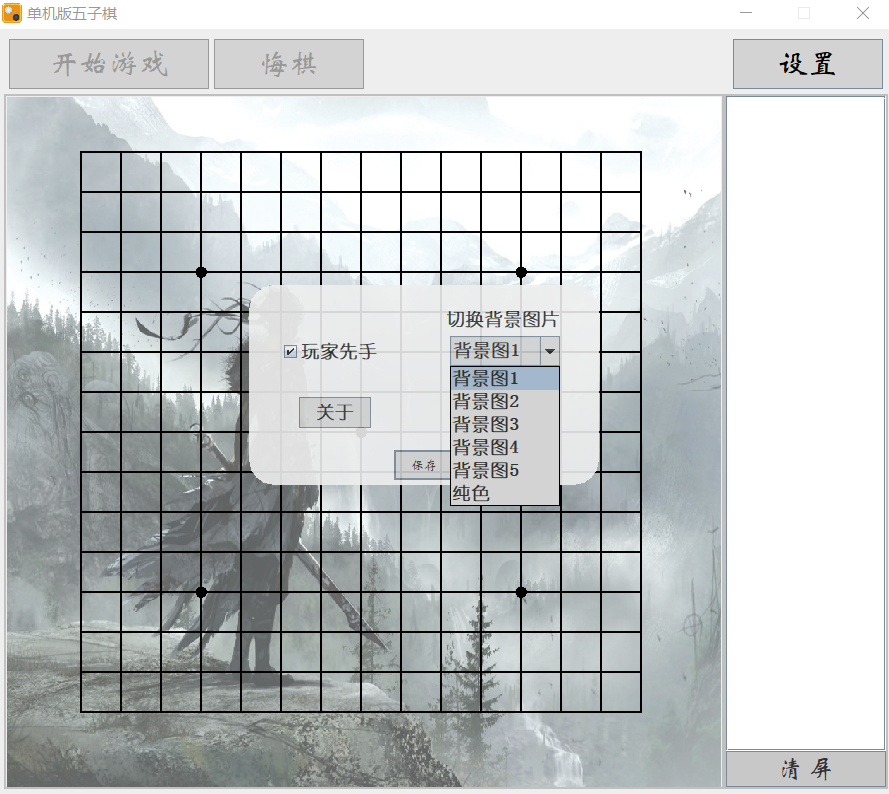 单机版五子棋
开始游戏
悔棋
设置
切换背景图片
玩家先手
背景图1
背景图1
背景图2
背景图3
背景图4
背景图5
纯色
关于
保存
清屏